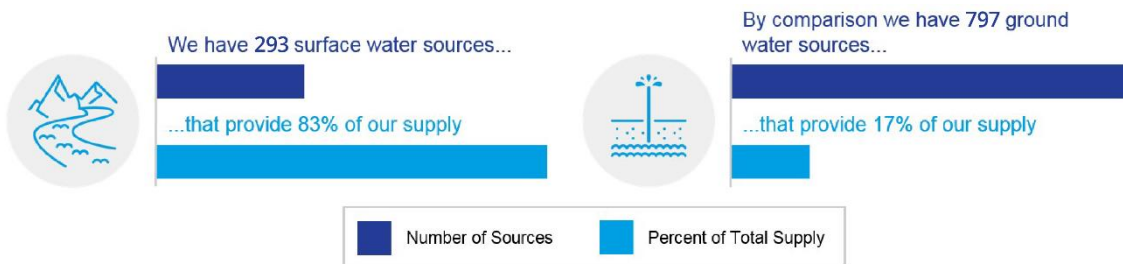 We have 293 surface water sources...
...that provide 83% of our supply
By comparison we have 797 ground
water sources...
...that provide 17% of our supply
Number of Sources
Percent of Total Supply